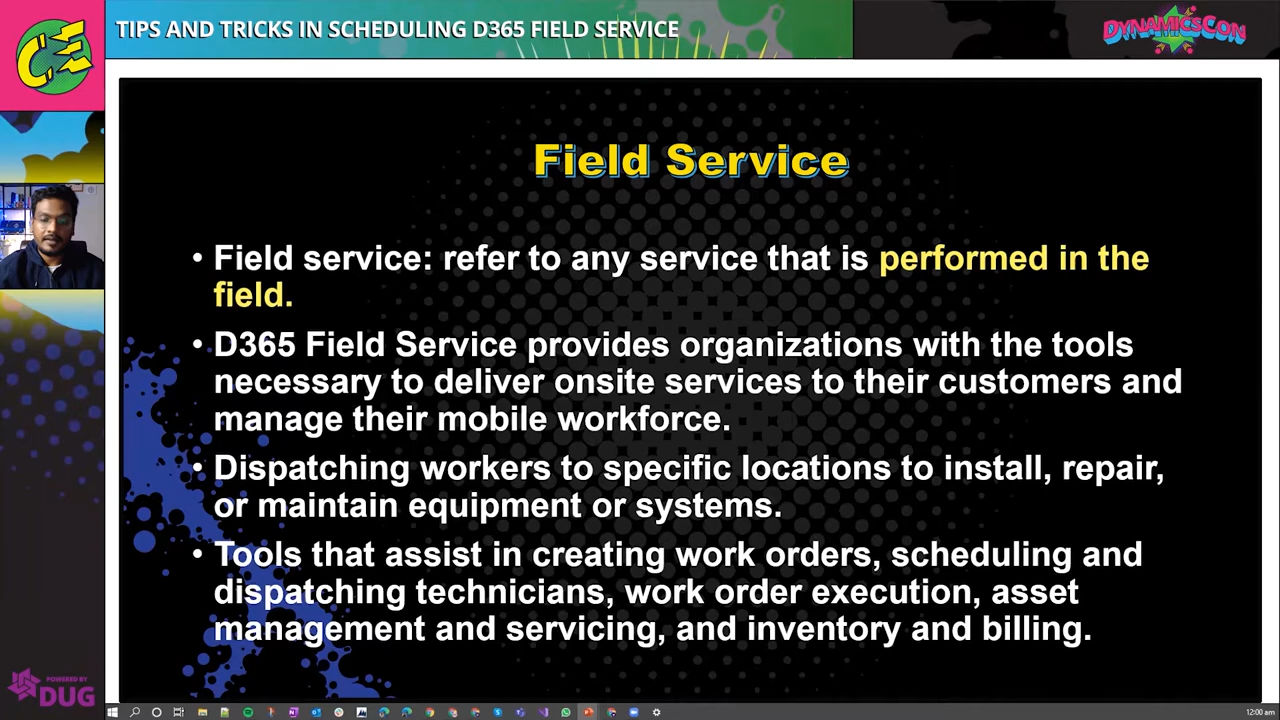 TIPS AND TRICKS IN SCHEDULING D365 FIELD SERVICE
DYNAMICSCON
CE
Field Service
• Field service: refer to any service that is performed in the
field.
• D365 Field Service provides organizations with the tools
necessary to deliver onsite services to their customers and
manage their mobile workforce.
• Dispatching workers to specific locations to install, repair,
or maintain equipment or systems.
• Tools that assist in creating work orders, scheduling and
dispatching technicians, work order execution, asset
management and servicing, and inventory and billing.
POWERED BY
DUG
12:00 am